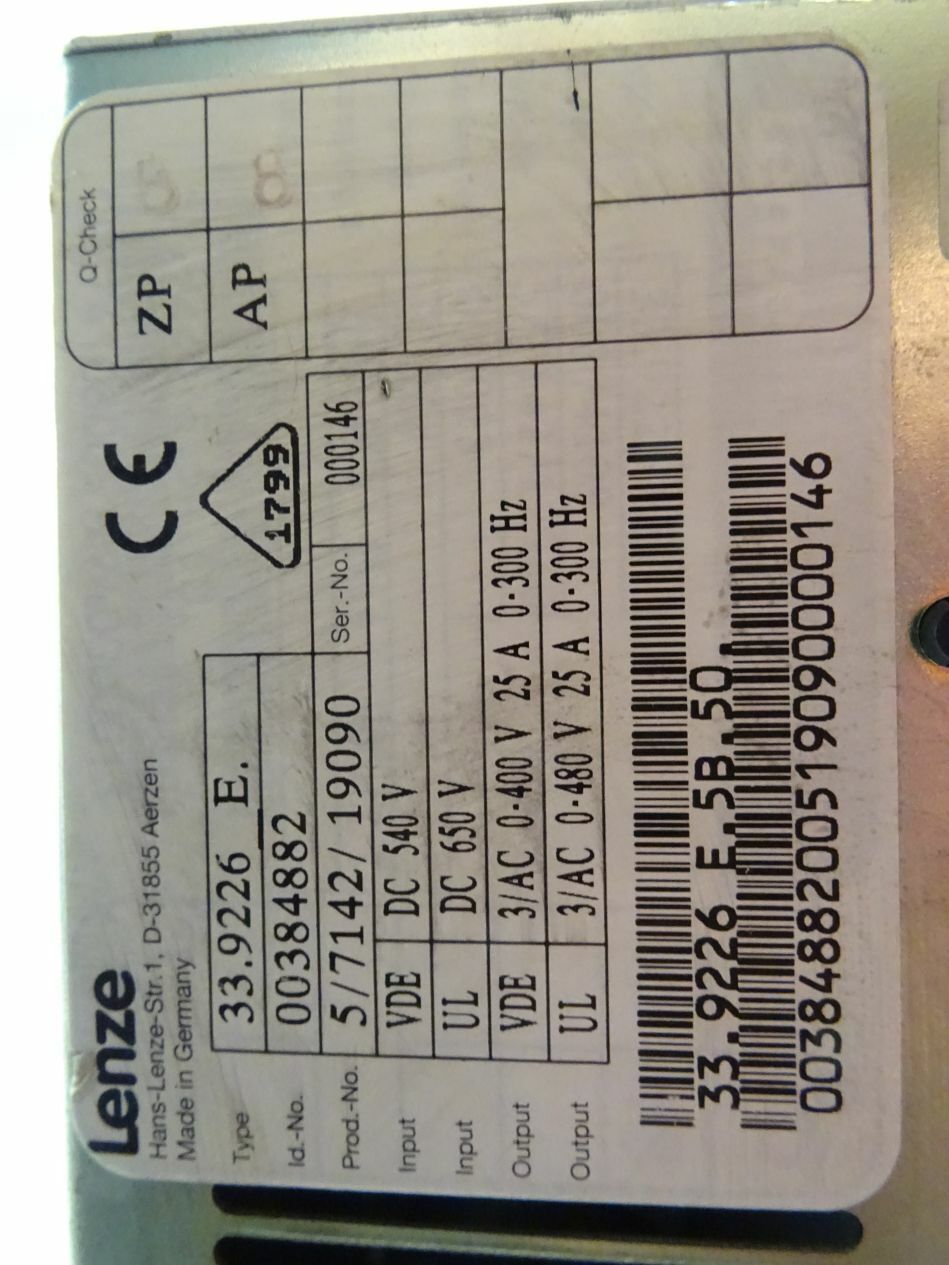 Lenze
Hans-Lenze-Str.1, D-31855 Aerzen
Made in Germany
CE
1799
Type 33.9226_E.
Id.-No. 00384882
Prod.-No. 5/7142/19090 Ser.-No. 000146
Input VDE DC 540 V
Input UL DC 650 V
Output VDE 3/AC 0-400 V 25 A 0-300 Hz
Output UL 3/AC 0-480 V 25 A 0-300 Hz
33.9226 E.5B.50.
003848820051909000146
Q-Check
ZP
AP